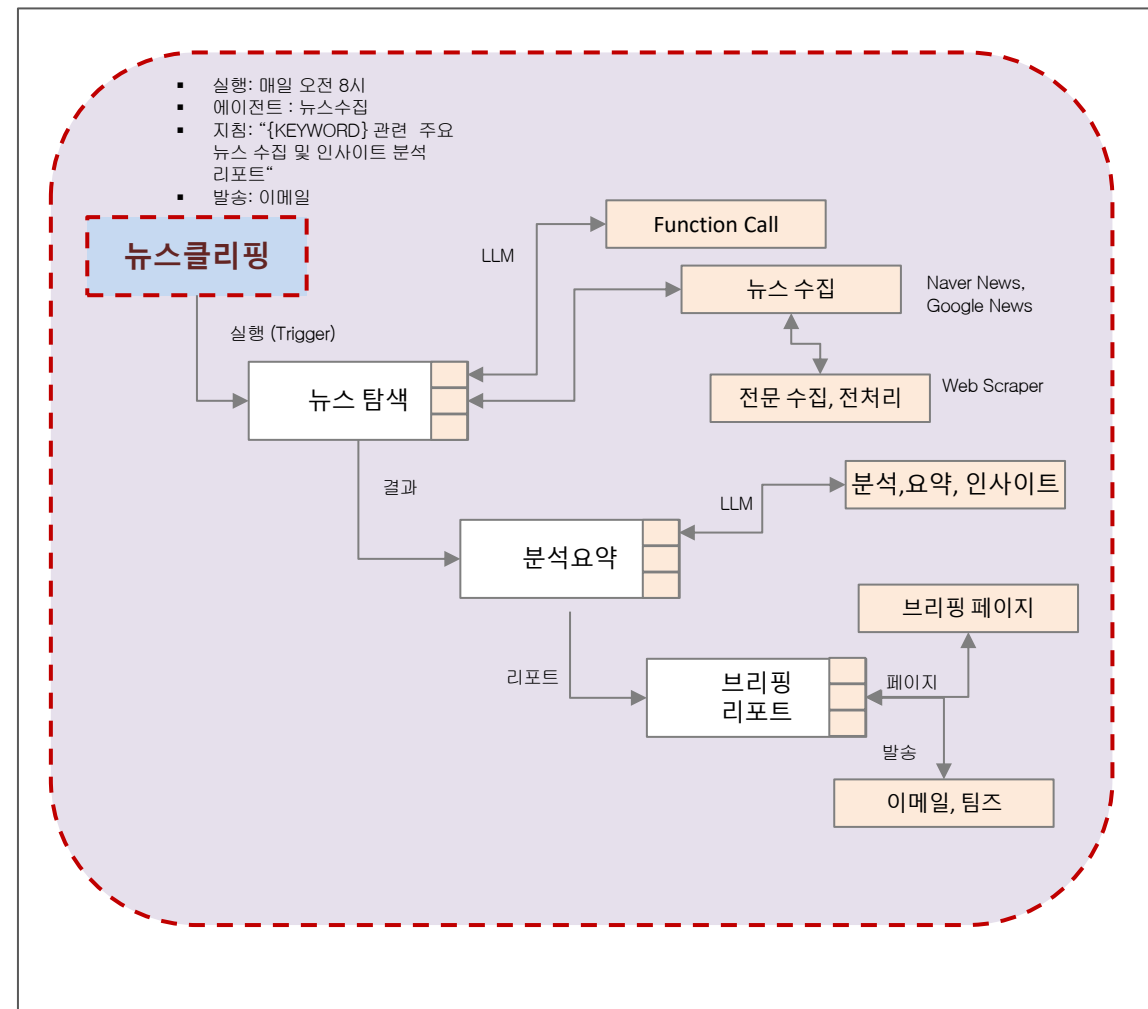 ▪ 실행: 매일 오전 8시
▪ 에이전트 : 뉴스수집
▪ 지침: “{KEYWORD} 관련 주요
뉴스 수집 및 인사이트 분석
리포트“
▪ 발송: 이메일
뉴스클리핑
실행 (Trigger)
LLM
Function Call
뉴스 수집
Naver News,
Google News
뉴스 탐색
전문 수집, 전처리
Web Scraper
결과
LLM
분석,요약, 인사이트
분석요약
리포트
브리핑 페이지
브리핑
리포트
페이지
발송
이메일, 팀즈